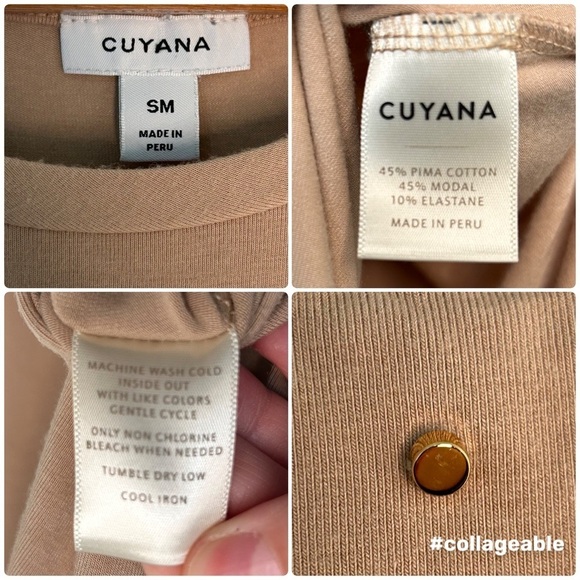 CUYANA
SM
MADE IN
PERU
CUYANA
45% PIMA COTTON
45% MODAL
10% ELASTANE
MADE IN PERU
MACHINE WASH COLD
INSIDE OUT
WITH LIKE COLORS
GENTLE CYCLE
ONLY NON CHLORINE
BLEACH WHEN NEEDED
TUMBLE DRY LOW
COOL IRON
#collageable